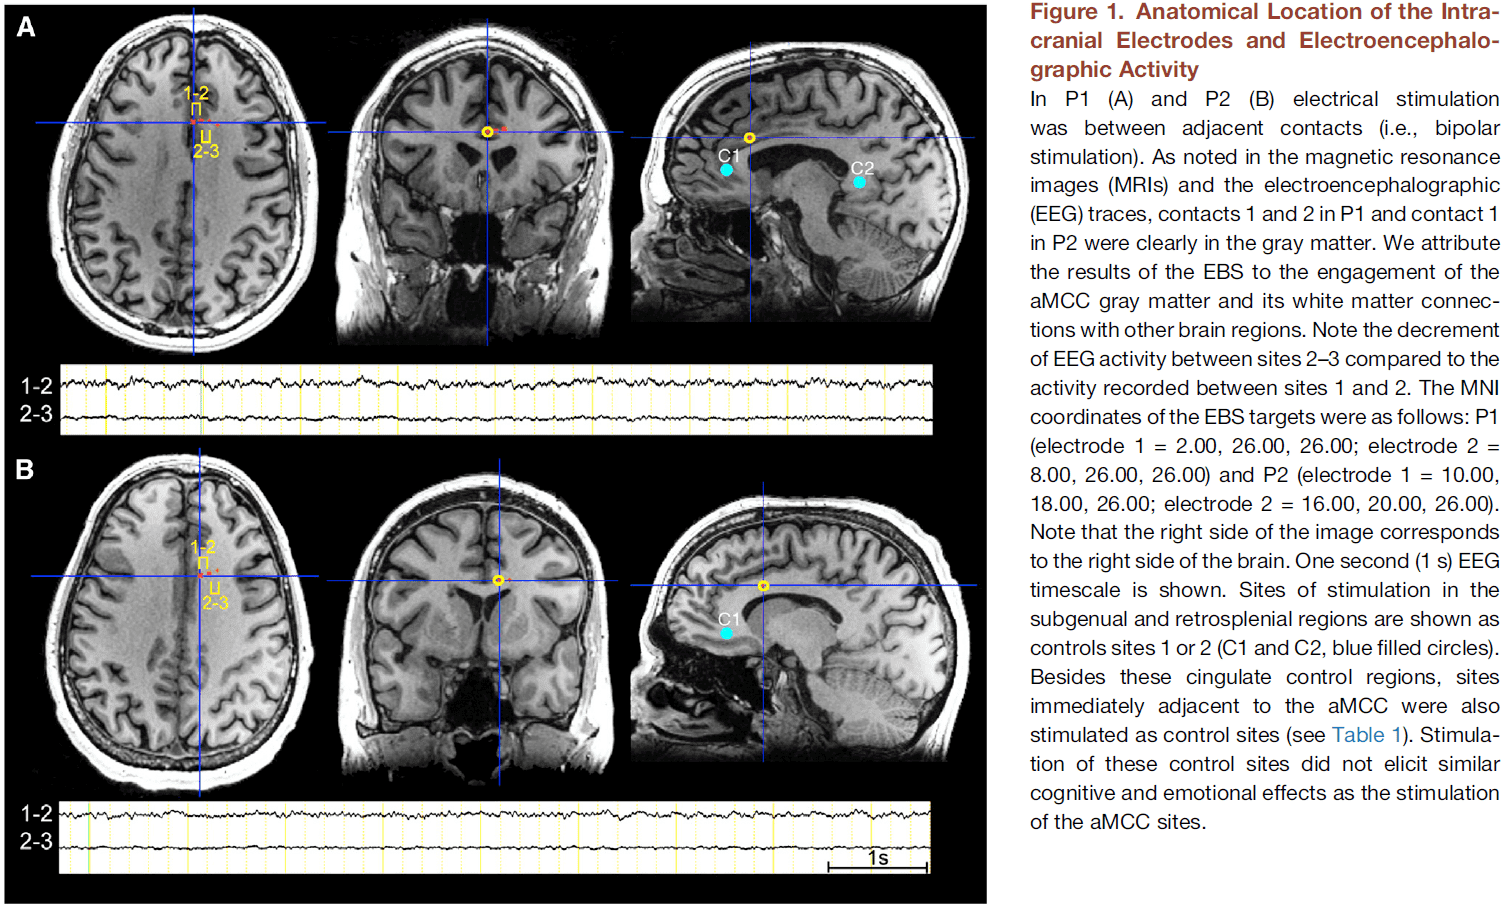 A
1-2
2-3
C1
C2
1-2
2-3
B
1-2
2-3
C1
1-2
2-3
1s
Figure 1. Anatomical Location of the Intra-
cranial Electrodes and Electroencephalo-
graphic Activity
In P1 (A) and P2 (B) electrical stimulation
was between adjacent contacts (i.e., bipolar
stimulation). As noted in the magnetic resonance
images (MRIs) and the electroencephalographic
(EEG) traces, contacts 1 and 2 in P1 and contact 1
in P2 were clearly in the gray matter. We attribute
the results of the EBS to the engagement of the
aMCC gray matter and its white matter connec-
tions with other brain regions. Note the decrement
of EEG activity between sites 2–3 compared to the
activity recorded between sites 1 and 2. The MNI
coordinates of the EBS targets were as follows: P1
(electrode 1 = 2.00, 26.00, 26.00; electrode 2 =
8.00, 26.00, 26.00) and P2 (electrode 1 = 10.00,
18.00, 26.00; electrode 2 = 16.00, 20.00, 26.00).
Note that the right side of the image corresponds
to the right side of the brain. One second (1 s) EEG
timescale is shown. Sites of stimulation in the
subgenual and retrosplenial regions are shown as
controls sites 1 or 2 (C1 and C2, blue filled circles).
Besides these cingulate control regions, sites
immediately adjacent to the aMCC were also
stimulated as control sites (see Table 1). Stimula-
tion of these control sites did not elicit similar
cognitive and emotional effects as the stimulation
of the aMCC sites.